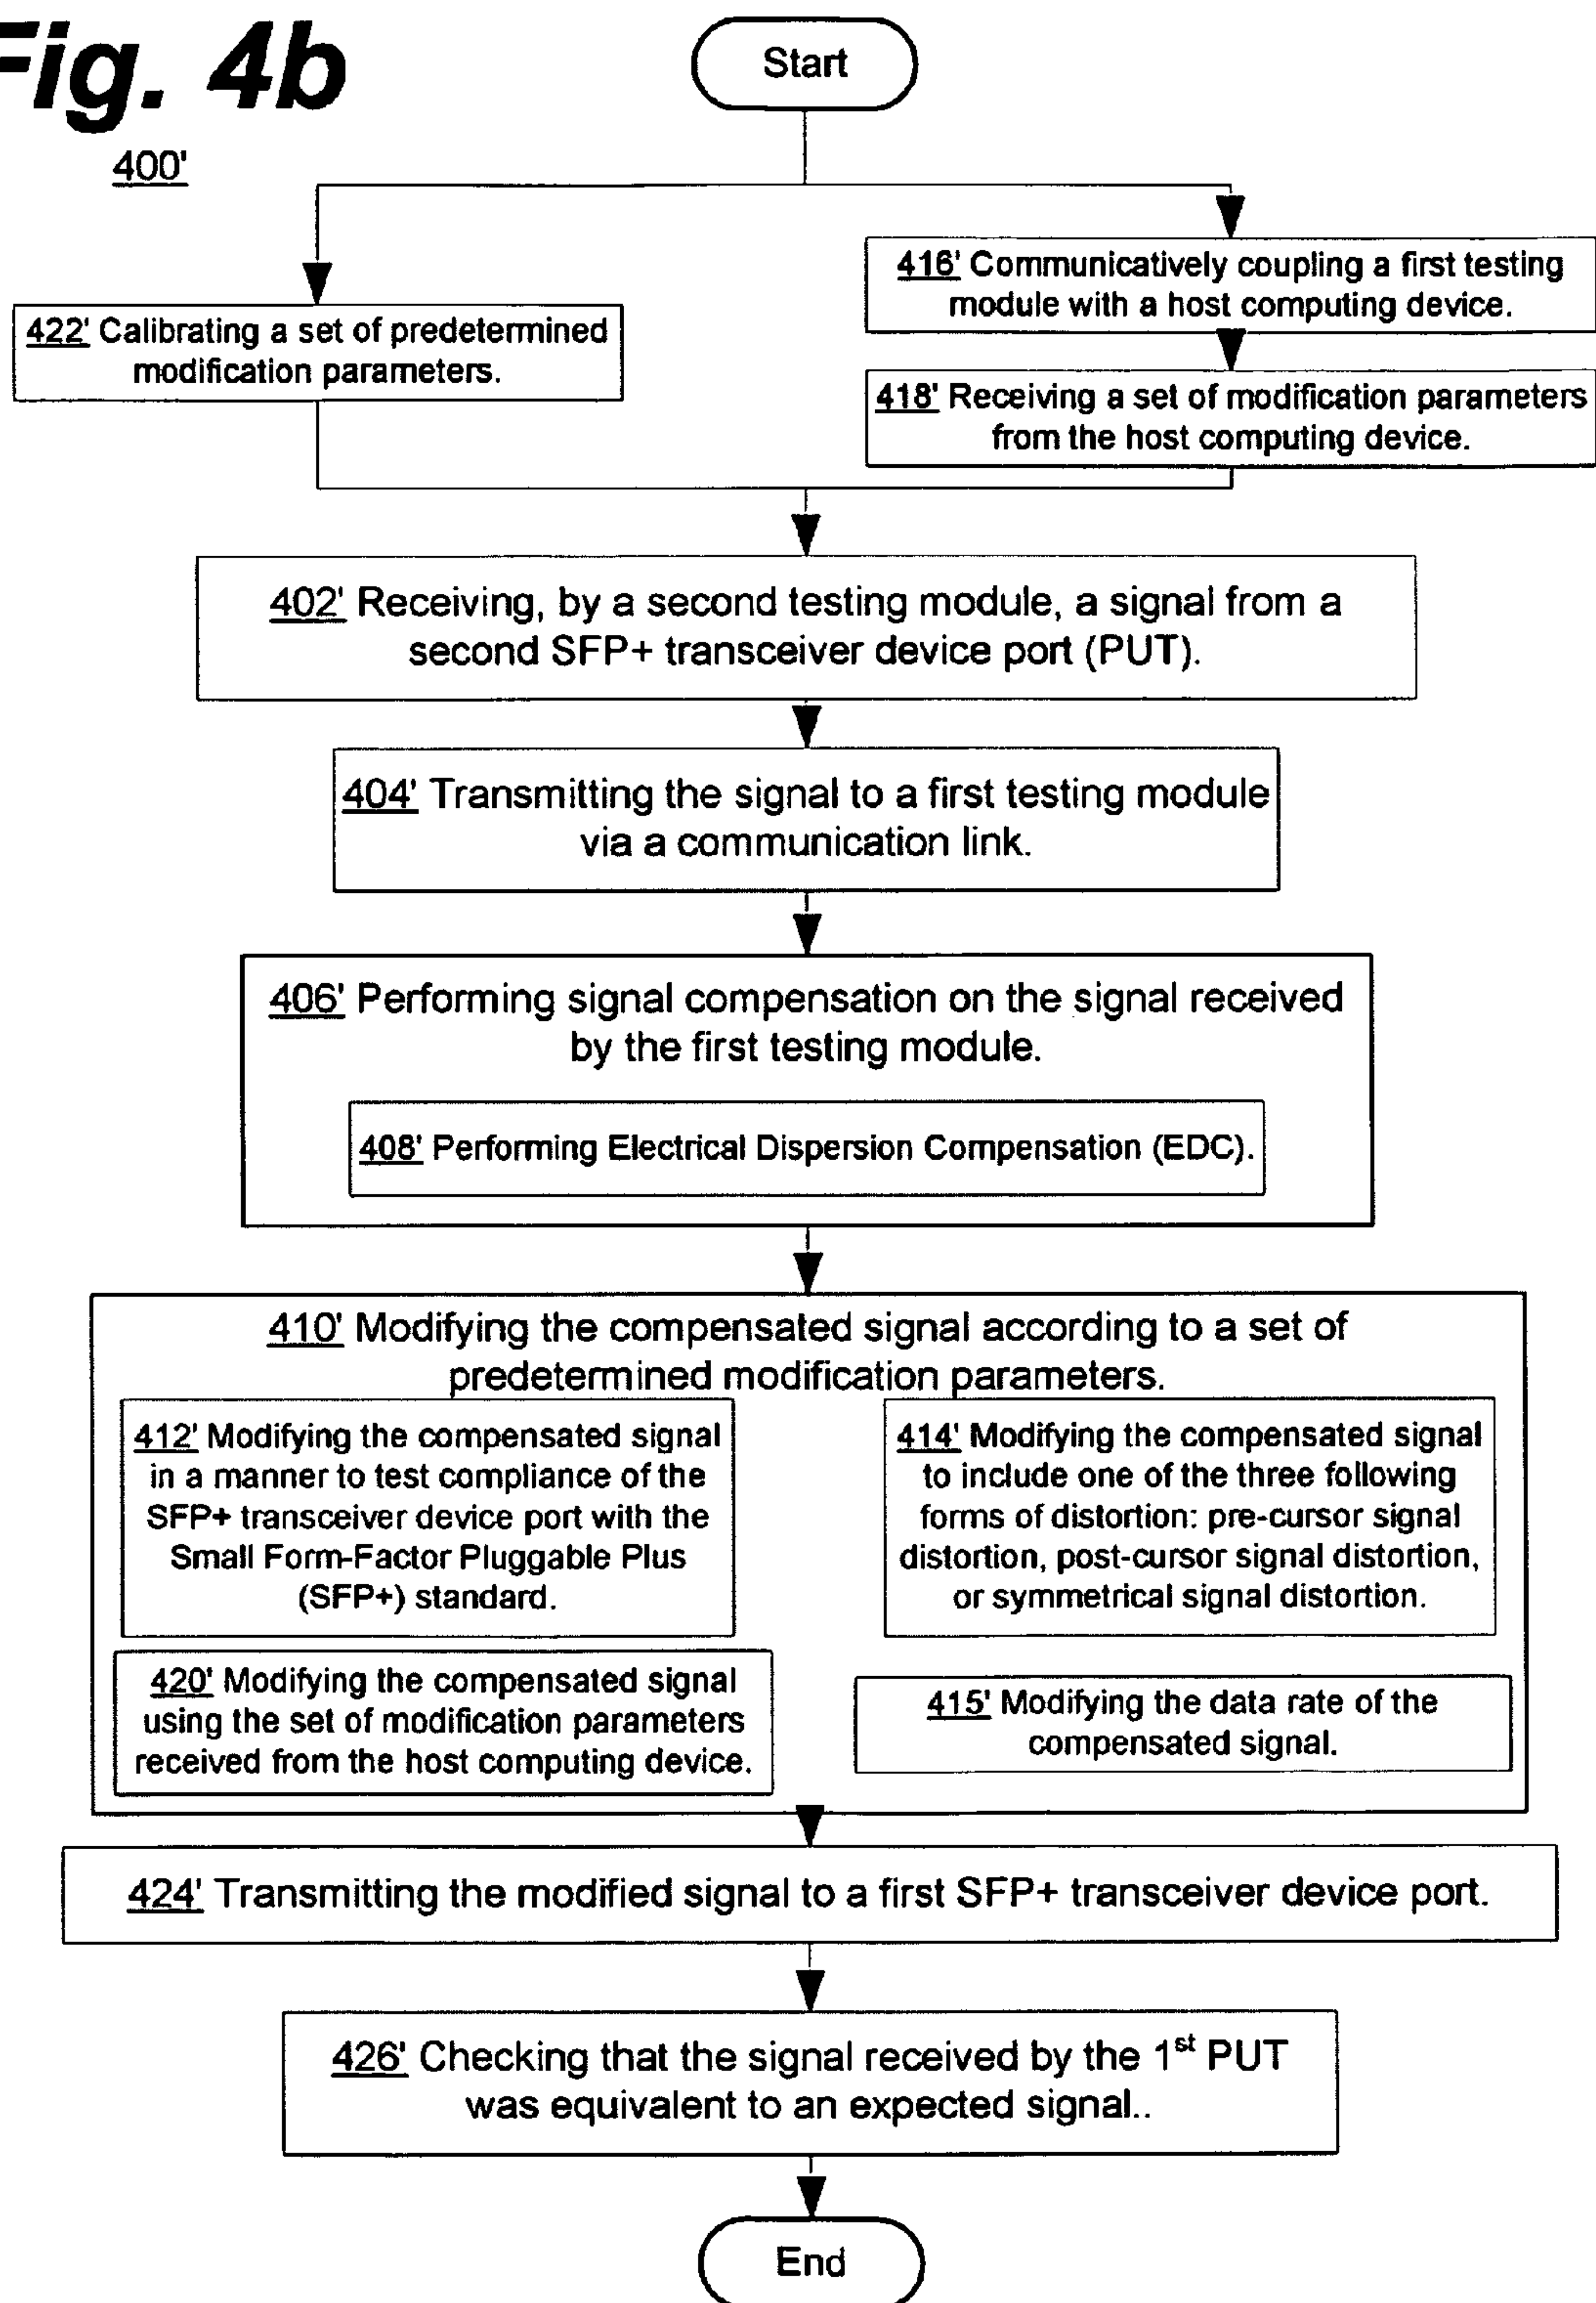 Fig. 4b
400'
Start
416' Communicatively coupling a first testing
module with a host computing device.
422' Calibrating a set of predetermined
modification parameters.
418' Receiving a set of modification parameters
from the host computing device.
402' Receiving, by a second testing module, a signal from a
second SFP+ transceiver device port (PUT).
404' Transmitting the signal to a first testing module
via a communication link.
406' Performing signal compensation on the signal received
by the first testing module.
408' Performing Electrical Dispersion Compensation (EDC).
410' Modifying the compensated signal according to a set of
predetermined modification parameters.
412' Modifying the compensated signal
in a manner to test compliance of the
SFP+ transceiver device port with the
Small Form-Factor Pluggable Plus
(SFP+) standard.
414' Modifying the compensated signal
to include one of the three following
forms of distortion: pre-cursor signal
distortion, post-cursor signal distortion,
or symmetrical signal distortion.
420' Modifying the compensated signal
using the set of modification parameters
received from the host computing device.
415' Modifying the data rate of the
compensated signal.
424' Transmitting the modified signal to a first SFP+ transceiver device port.
426' Checking that the signal received by the 1st PUT
was equivalent to an expected signal..
End